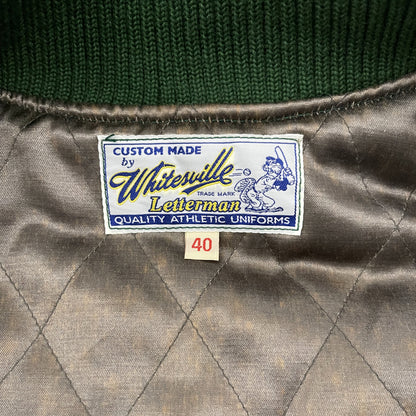 CUSTOM MADE
by
Whitesville
TRADE MARK
Letterman
QUALITY ATHLETIC UNIFORMS
40